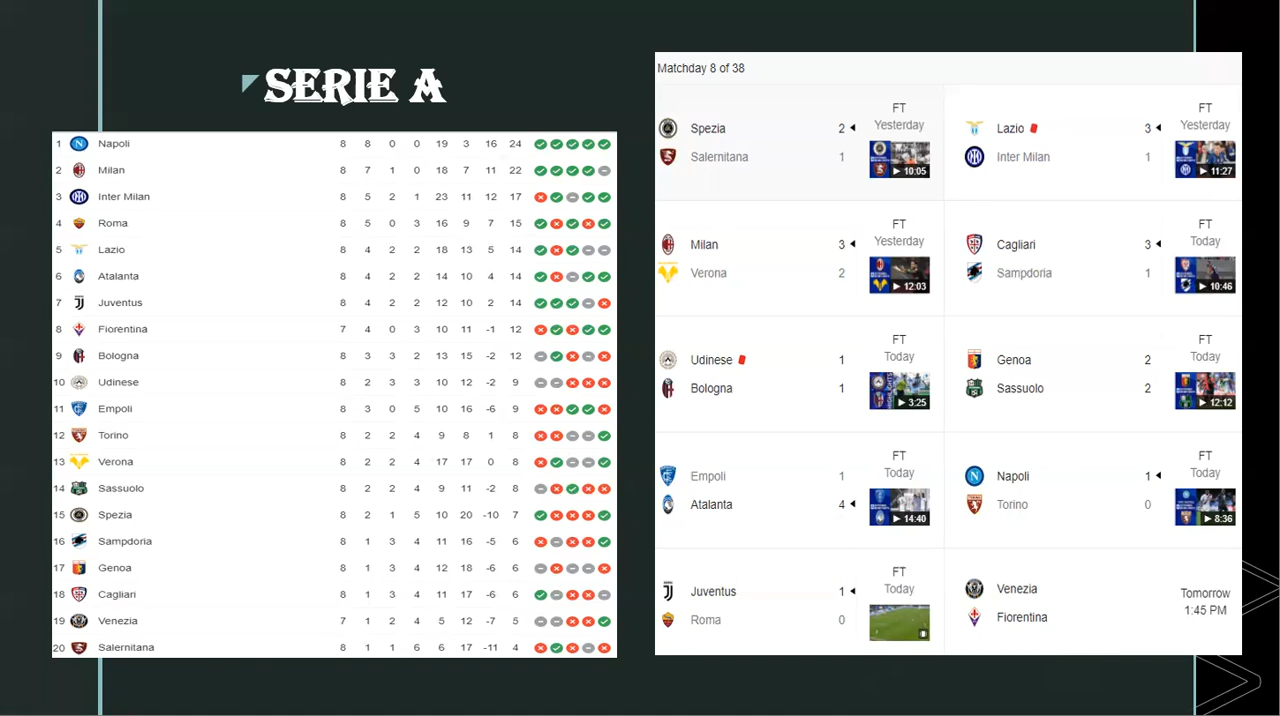 SERIE A
1 Napoli 8 8 0 0 19 3 16 24
2 Milan 8 7 1 0 18 7 11 22
3 Inter Milan 8 5 2 1 23 11 12 17
4 Roma 8 5 0 3 16 9 7 15
5 Lazio 8 4 2 2 18 13 5 14
6 Atalanta 8 4 2 2 14 10 4 14
7 Juventus 8 4 2 2 12 10 2 14
8 Fiorentina 7 4 0 3 10 11 -1 12
9 Bologna 8 3 3 2 13 15 -2 12
10 Udinese 8 2 3 3 10 12 -2 9
11 Empoli 8 3 0 5 10 16 -6 9
12 Torino 8 2 2 4 9 8 1 8
13 Verona 8 2 2 4 17 17 0 8
14 Sassuolo 8 2 2 4 9 11 -2 8
15 Spezia 8 2 1 5 10 20 -10 7
16 Sampdoria 8 1 3 4 11 16 -5 6
17 Genoa 8 1 3 4 12 18 -6 6
18 Cagliari 8 1 3 4 11 17 -6 6
19 Venezia 7 1 2 4 5 12 -7 5
20 Salernitana 8 1 1 6 6 17 -11 4
Matchday 8 of 38
FT
Yesterday
Spezia 2
Salernitana 1
10:05
FT
Yesterday
Lazio 3
Inter Milan 1
11:27
FT
Yesterday
Milan 3
Verona 2
12:03
FT
Today
Cagliari 3
Sampdoria 1
10:46
FT
Today
Udinese 1
Bologna 1
3:25
FT
Today
Genoa 2
Sassuolo 2
12:12
FT
Today
Empoli 1
Atalanta 4
14:40
FT
Today
Napoli 1
Torino 0
8:36
FT
Today
Juventus 1
Roma 0
Venezia
Fiorentina
Tomorrow
1:45 PM